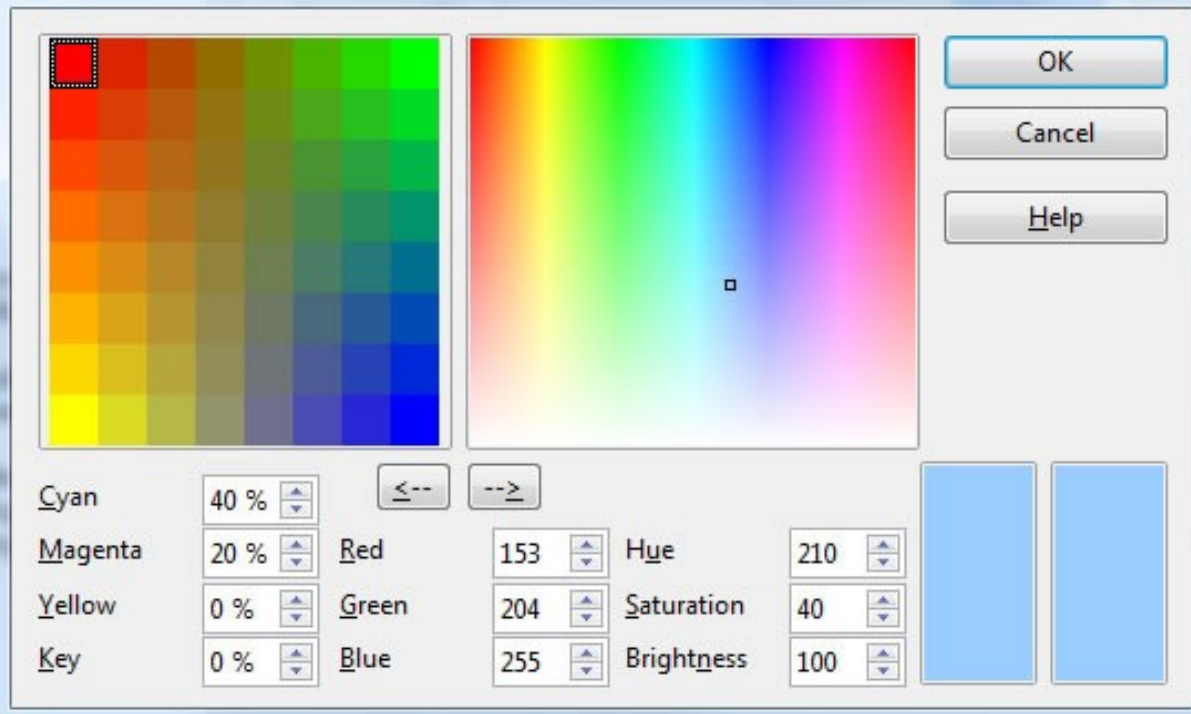 OK
Cancel
Help
<-- -->
Cyan 40 %
Magenta 20 % Red 153 Hue 210
Yellow 0 % Green 204 Saturation 40
Key 0 % Blue 255 Brightness 100